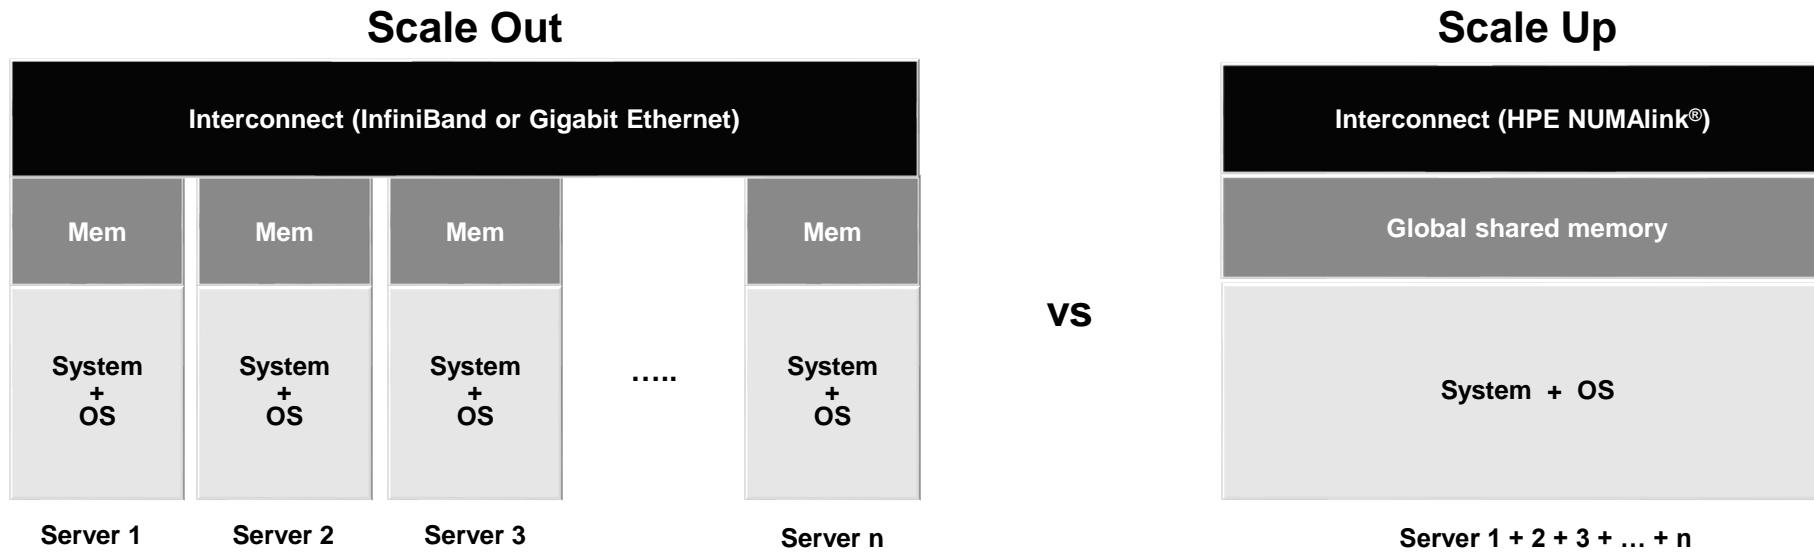 Scale Out
Interconnect (InfiniBand or Gigabit Ethernet)
Mem
Mem
Mem
Mem
System
+
OS
System
+
OS
System
+
OS
…..
System
+
OS
Server 1
Server 2
Server 3
Server n
vs
Scale Up
Interconnect (HPE NUMAlink®)
Global shared memory
System + OS
Server 1 + 2 + 3 + … + n